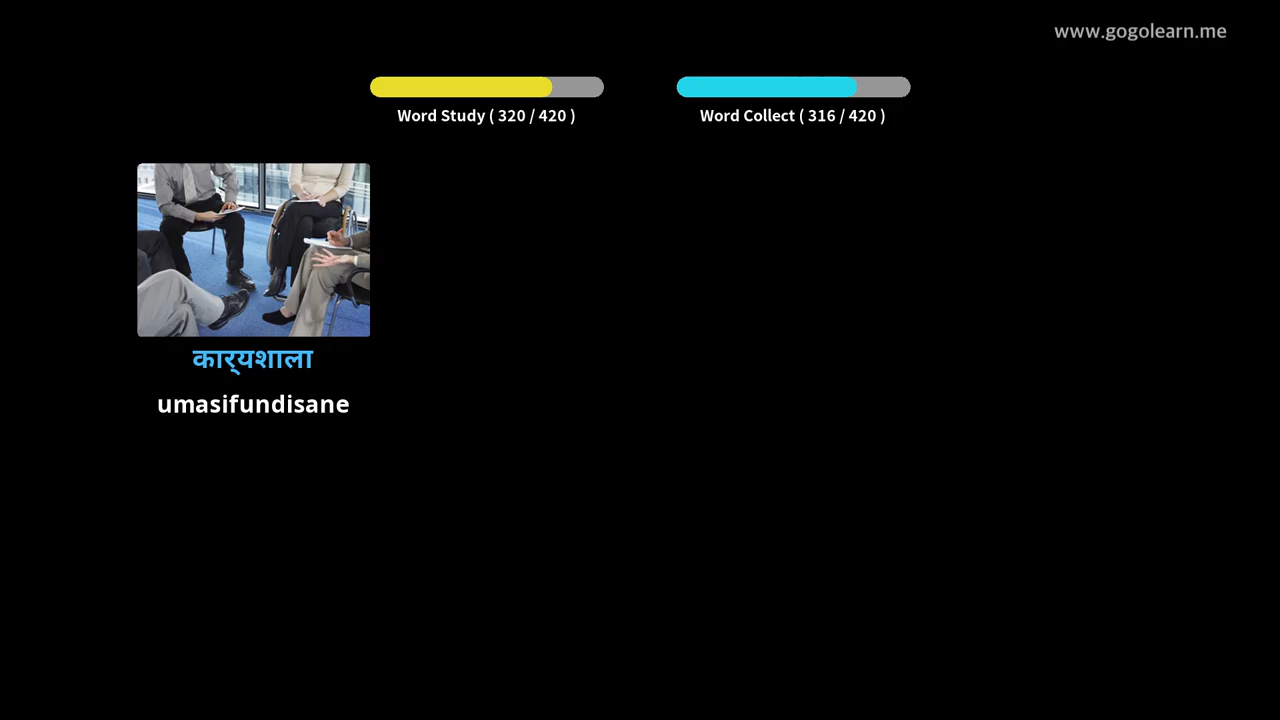 www.gogolearn.me
Word Study ( 320 / 420 )
Word Collect ( 316 / 420 )
कार्यशाला
umasifundisane